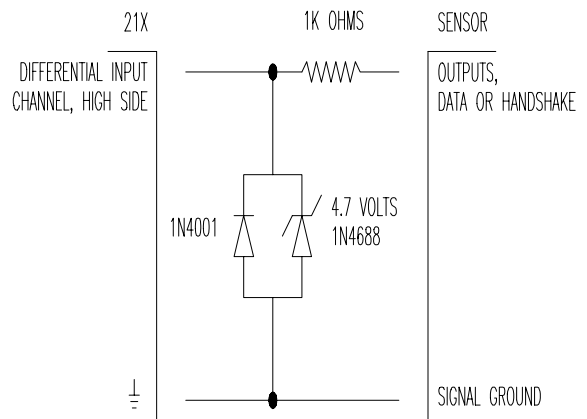 21X
1K OHMS
SENSOR
DIFFERENTIAL INPUT
CHANNEL, HIGH SIDE
OUTPUTS,
DATA OR HANDSHAKE
1N4001
4.7 VOLTS
1N4688
SIGNAL GROUND